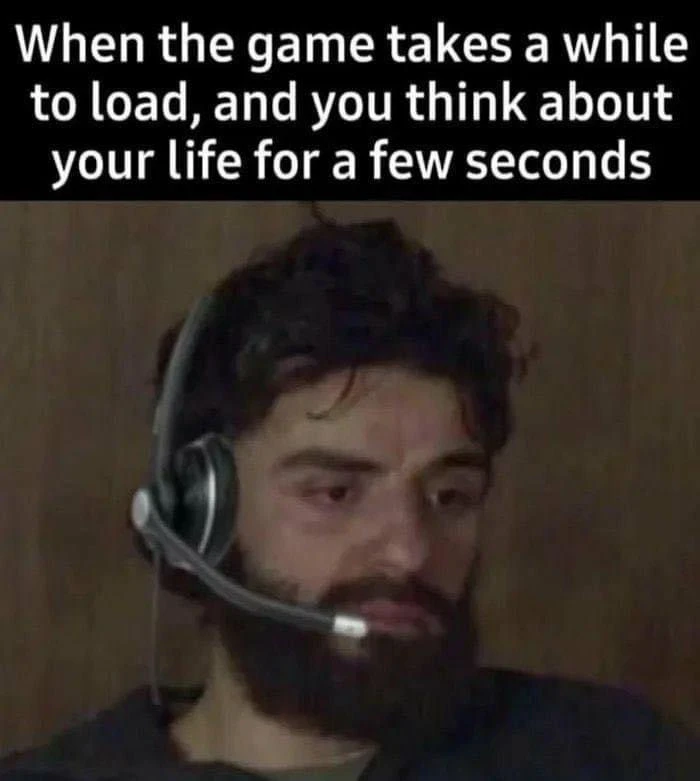 When the game takes a while
to load, and you think about
your life for a few seconds